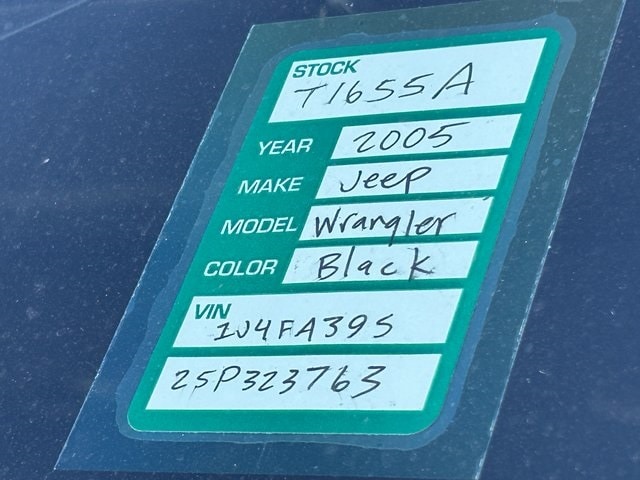 STOCK
T1655A
YEAR 2005
MAKE Jeep
MODEL Wrangler
COLOR Black
VIN
1J4FA39S
25P323763